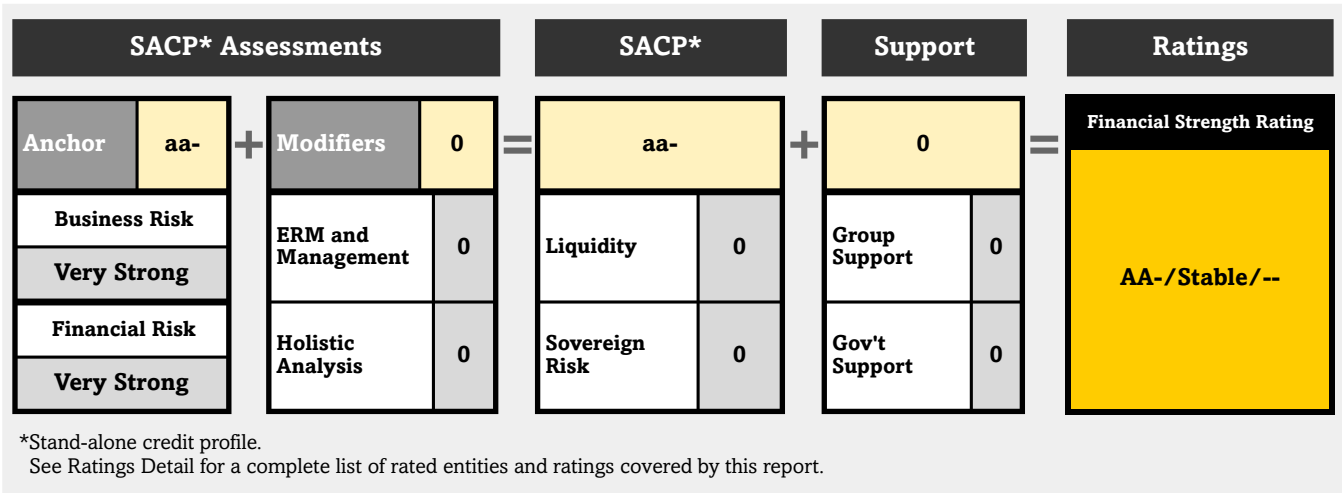 SACP* Assessments
SACP*
Support
Ratings
Anchor
aa-
+
Modifiers
0
=
aa-
+
0
=
Financial Strength Rating
Business Risk
Very Strong
Financial Risk
Very Strong
ERM and
Management
0
Holistic
Analysis
0
Liquidity
0
Sovereign
Risk
0
Group
Support
0
Gov't
Support
0
AA-/Stable/--
*Stand-alone credit profile.
See Ratings Detail for a complete list of rated entities and ratings covered by this report.